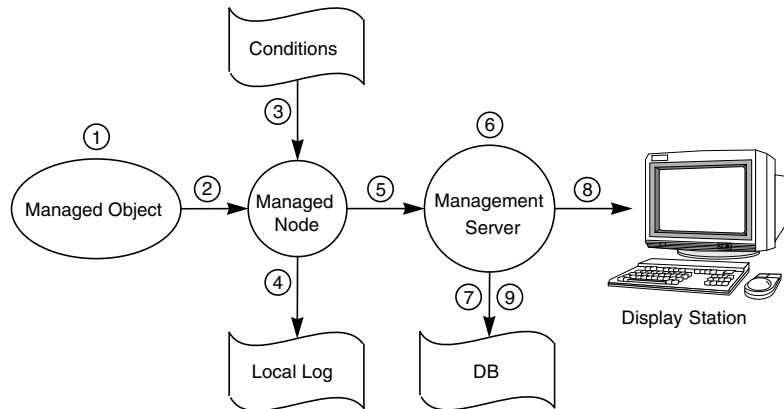 Conditions
③
①
⑥
②
⑤
⑧
Managed Object
Managed
Node
Management
Server
④
⑦ ⑨
Display Station
Local Log
DB